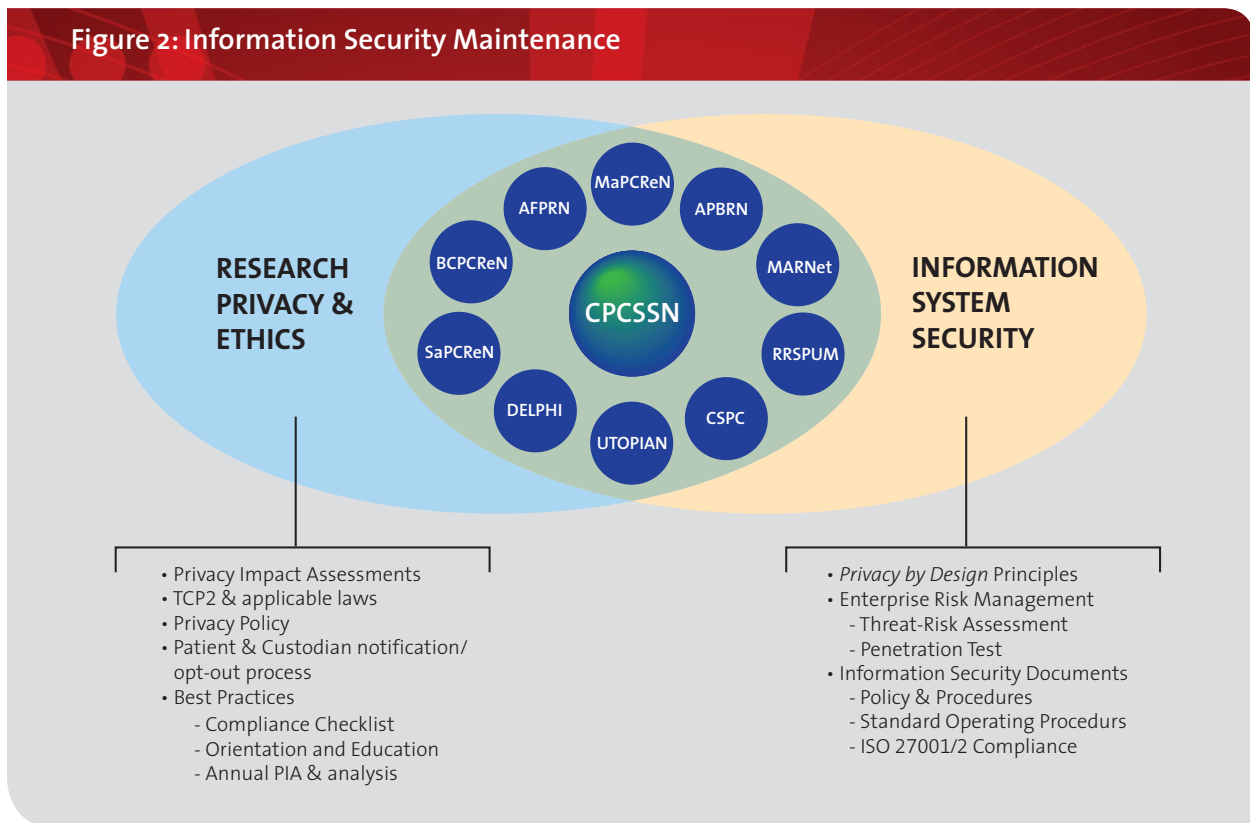 Figure 2: Information Security Maintenance
MaPCReN
AFPRN
APBRN
BCPCReN
MARNet
RESEARCH
PRIVACY &
ETHICS
CPCSSN
INFORMATION
SYSTEM
SECURITY
SaPCReN
RRSPUM
DELPHI
CSPC
UTOPIAN
• Privacy Impact Assessments
• TCP2 & applicable laws
• Privacy Policy
• Patient & Custodian notification/
opt-out process
• Best Practices
- Compliance Checklist
- Orientation and Education
- Annual PIA & analysis
• Privacy by Design Principles
• Enterprise Risk Management
- Threat-Risk Assessment
- Penetration Test
• Information Security Documents
- Policy & Procedures
- Standard Operating Procedurs
- ISO 27001/2 Compliance